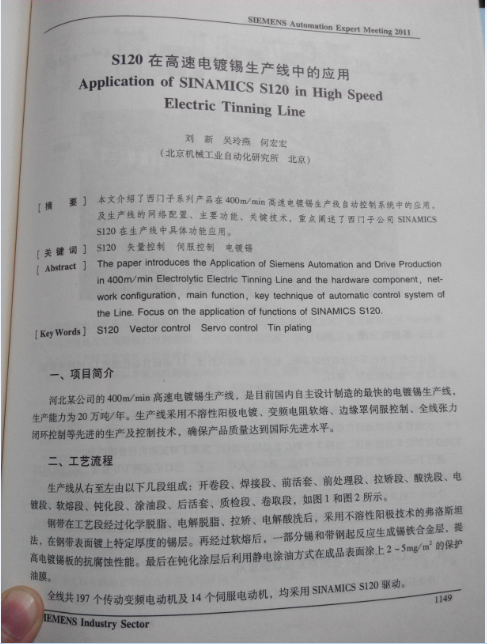 SIEMENS Automation Expert Meeting 2011
S120 在高速电镀锡生产线中的应用
Application of SINAMICS S120 in High Speed
Electric Tinning Line
刘 新 吴玲燕 何宏宏
(北京机械工业自动化研究所 北京)
[摘 要] 本文介绍了西门子系列产品在400m/min高速电镀锡生产线自动控制系统中的应用。
及生产线的网络配置、主要功能、关键技术,重点阐述了西门子公司 SINAMICS
S120 在生产线中具体功能应用。
[关 键 词] S120 矢量控制 伺服控制 电镀锡
[Abstract] The paper introduces the Application of Siemens Automation and Drive Production
in 400m/min Electrolytic Electric Tinning Line and the hardware component, net-
work configuration, main function, key technique of automatic control system of
the Line. Focus on the application of functions of SINAMICS S120.
[Key Words] S120 Vector control Servo control Tin plating
一、项目简介
河北某公司的400m/min 高速电镀锡生产线,是目前国内自主设计制造的最快的电镀锡生产线,
生产能力为 20 万吨/年。生产线采用不溶性阳极电镀、变频电阻软熔、边缘罩伺服控制、全线张力
闭环控制等先进的生产及控制技术,确保产品质量达到国际先进水平。
二、工艺流程
生产线从右至左由以下几段组成:开卷段、焊接段、前活套、前处理段、拉矫段、酸洗段、电
镀段、软熔段、钝化段、涂油段、后活套、质检段、卷取段,如图 1 和图 2 所示。
钢带在工艺段经过化学脱脂、电解脱脂、拉矫、电解酸洗后,采用不溶性阳极技术的弗洛斯坦
法,在钢带表面镀上特定厚度的锡层。再经过软熔后,一部分锡和带钢起反应生成锡铁合金层,提
高电镀锡板的抗腐蚀性能。最后在钝化涂层后利用静电涂油方式在成品表面涂上 2~5mg/m² 的保护
油膜。
全线共 197 个传动变频电动机及 14 个伺服电动机,均采用 SINAMICS S120 驱动。
1149
SIEMENS Industry Sector